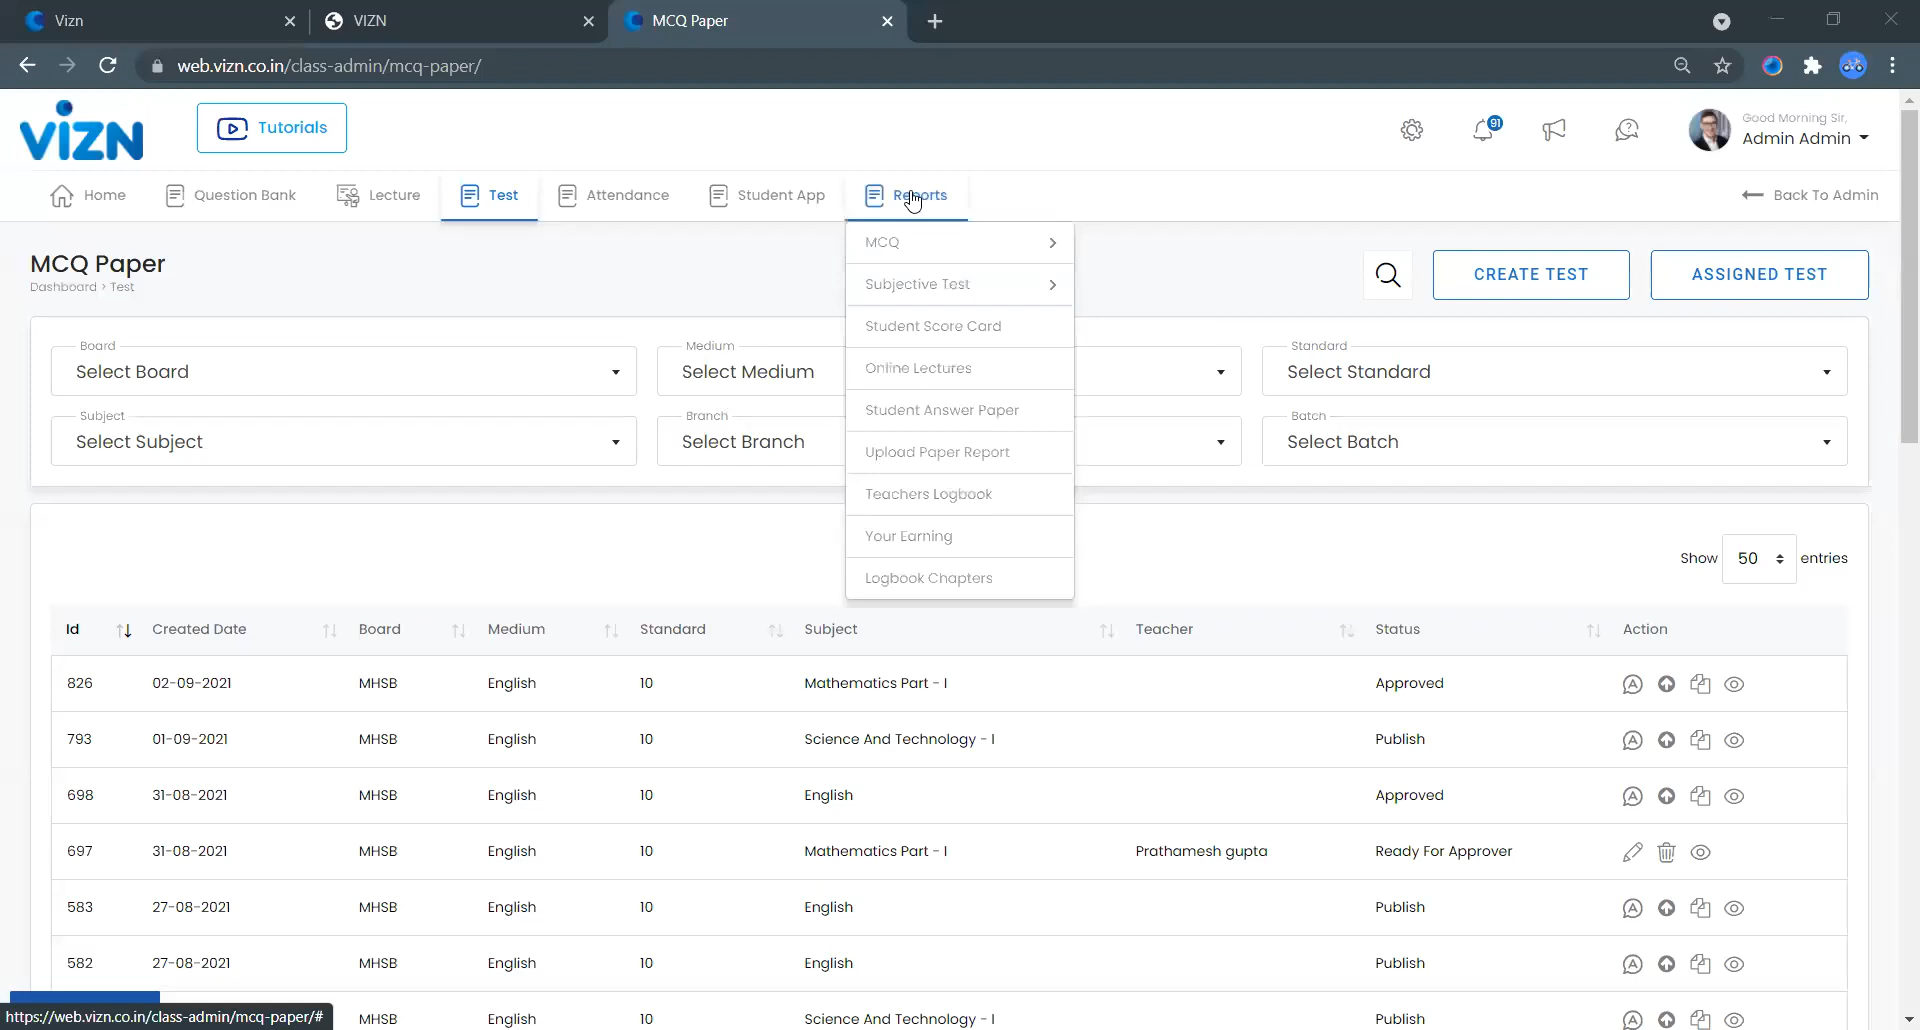 Vizn
VIZN
MCQ Paper
web.vizn.co.in/class-admin/mcq-paper/
VIZN
Tutorials
91
Good Morning Sir,
Admin Admin
Home
Question Bank
Lecture
Test
Attendance
Student App
Reports
Back To Admin
MCQ Paper
Dashboard > Test
CREATE TEST
ASSIGNED TEST
MCQ
Subjective Test
Student Score Card
Online Lectures
Student Answer Paper
Upload Paper Report
Teachers Logbook
Your Earning
Logbook Chapters
Board
Select Board
Medium
Select Medium
Standard
Select Standard
Subject
Select Subject
Branch
Select Branch
Batch
Select Batch
Show 50 entries
Id Created Date Board Medium Standard Subject Teacher Status Action
826 02-09-2021 MHSB English 10 Mathematics Part - I Approved
793 01-09-2021 MHSB English 10 Science And Technology - I Publish
698 31-08-2021 MHSB English 10 English Approved
697 31-08-2021 MHSB English 10 Mathematics Part - I Prathamesh gupta Ready For Approver
583 27-08-2021 MHSB English 10 English Publish
582 27-08-2021 MHSB English 10 English Publish
MHSB English 10 Science And Technology - I Publish
https://web.vizn.co.in/class-admin/mcq-paper/#